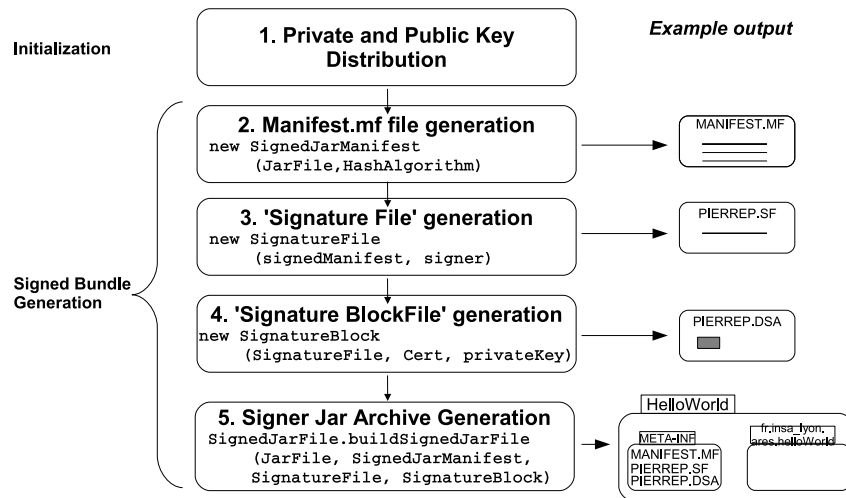 Initialization
1. Private and Public Key
Distribution
Example output
2. Manifest.mf file generation
new SignedJarManifest
(JarFile,HashAlgorithm)
MANIFEST.MF
3. 'Signature File' generation
new SignatureFile
(signedManifest, signer)
PIERREP.SF
Signed Bundle
Generation
4. 'Signature BlockFile' generation
new SignatureBlock
(SignatureFile, Cert, privateKey)
PIERREP.DSA
5. Signer Jar Archive Generation
SignedJarFile.buildSignedJarFile
(JarFile, SignedJarManifest,
SignatureFile, SignatureBlock)
HelloWorld
META-INF
MANIFEST.MF
PIERREP.SF
PIERREP.DSA
fr.insa_lyon.
ares.helloWorld